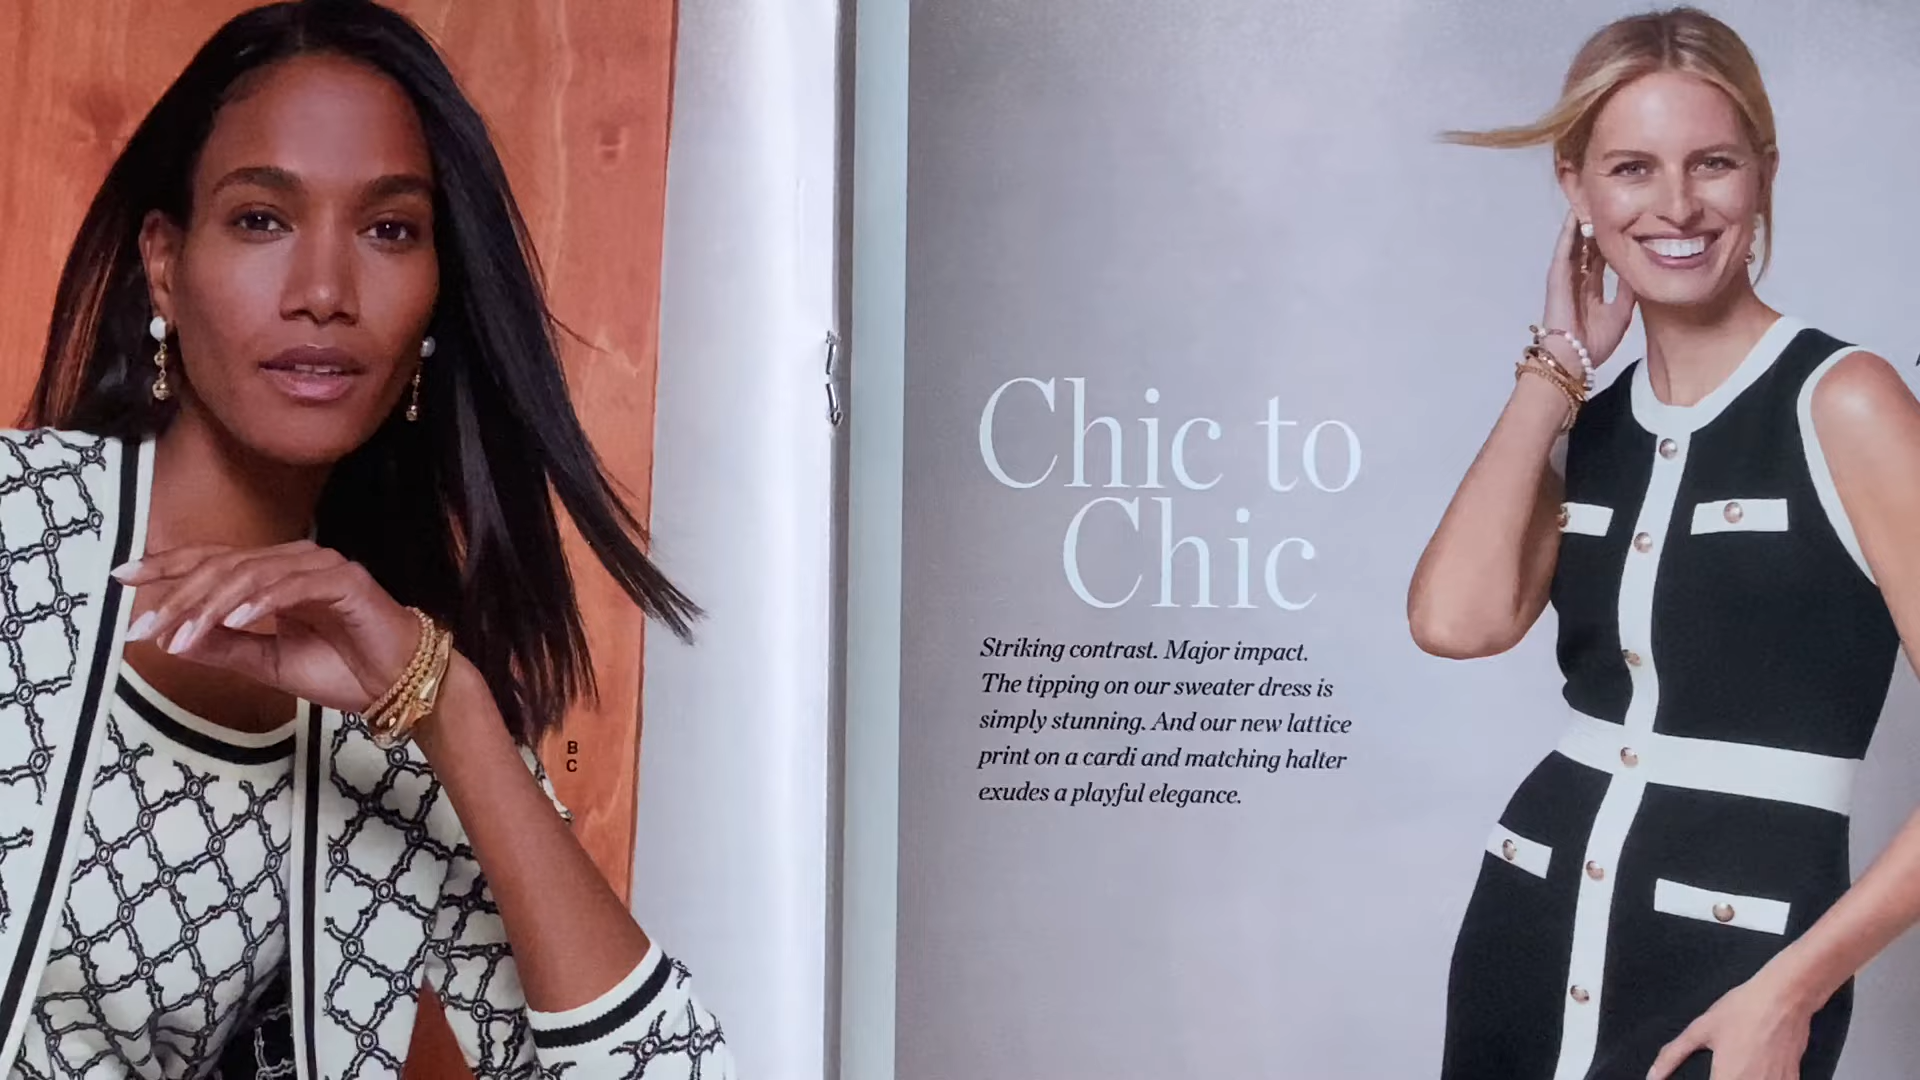 B
C
Chic to
Chic
Striking contrast. Major impact.
The tipping on our sweater dress is
simply stunning. And our new lattice
print on a cardi and matching halter
exudes a playful elegance.